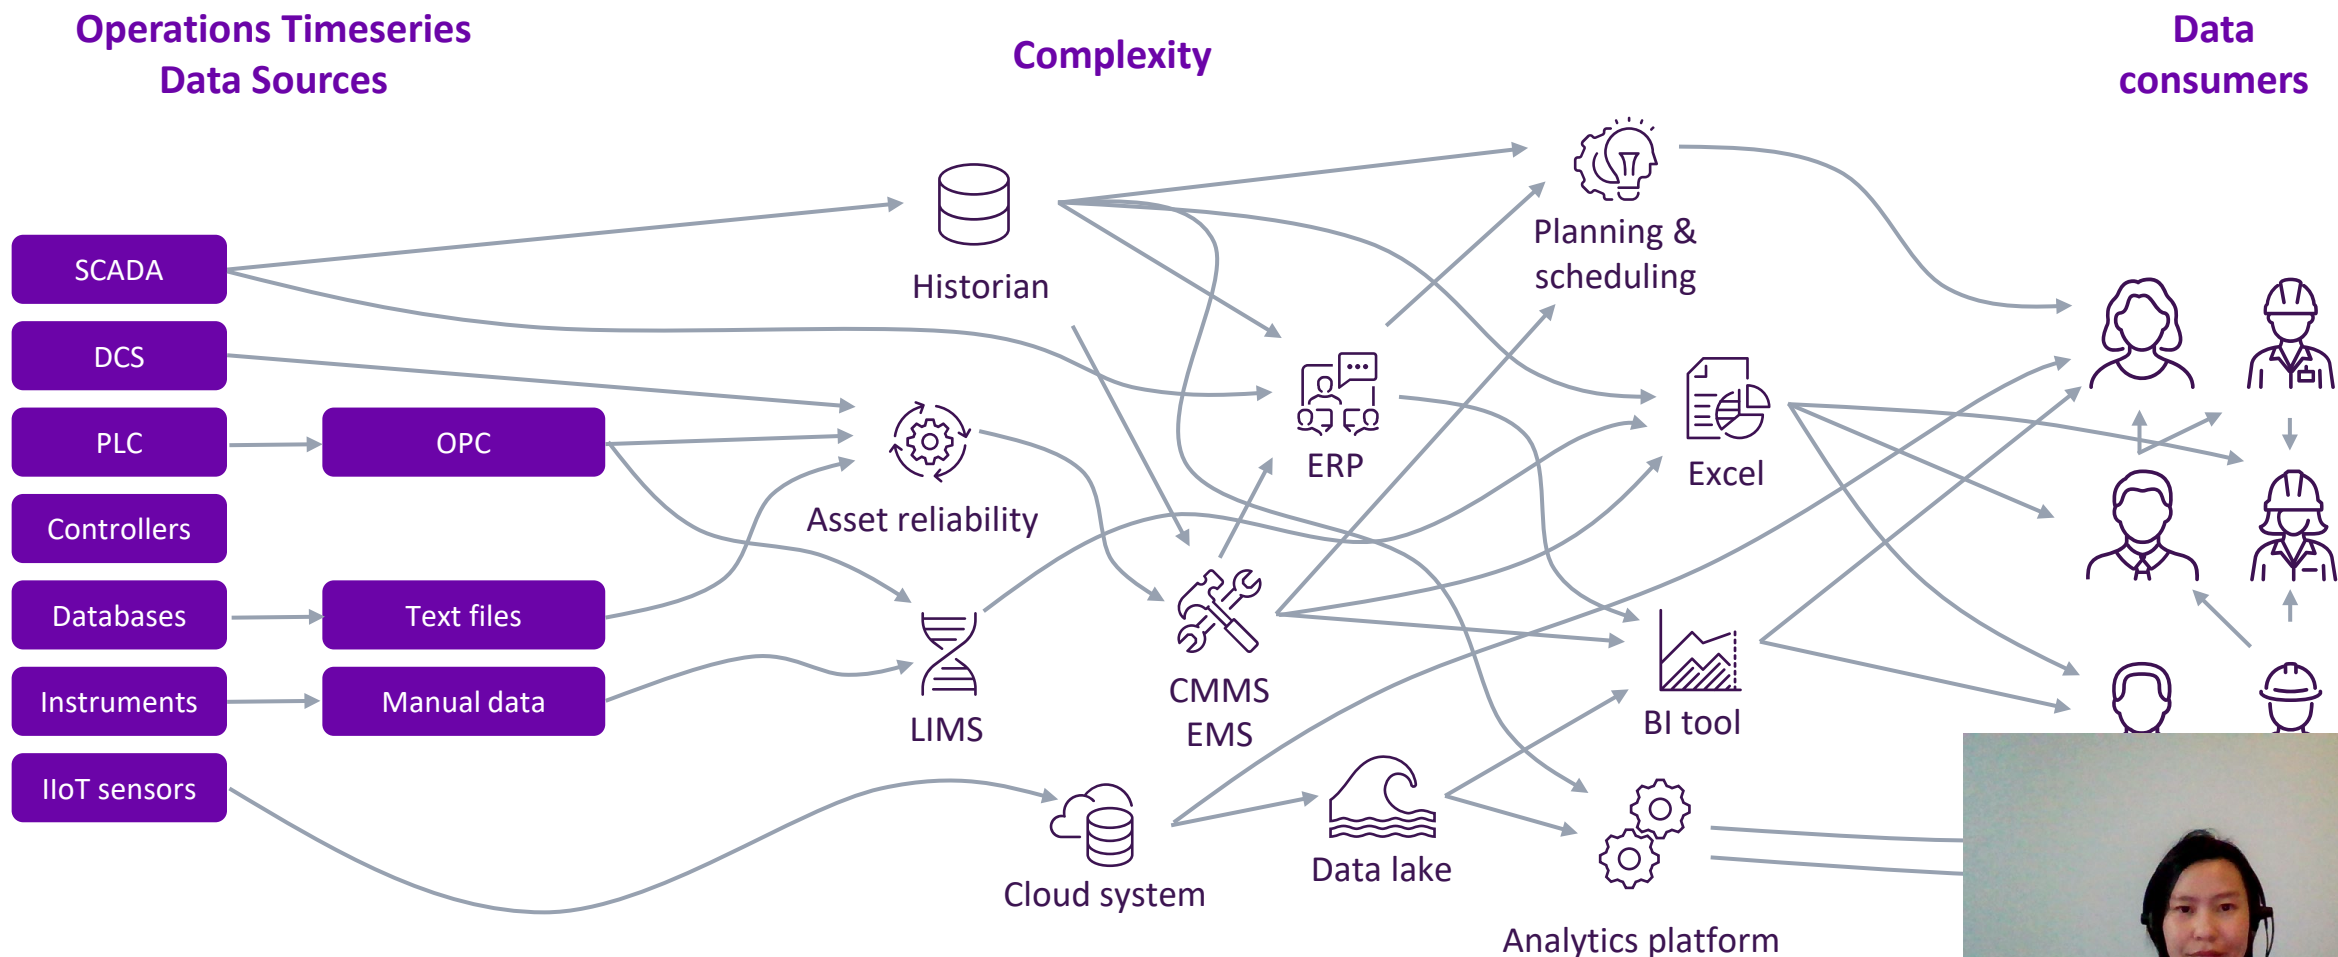 Operations Timeseries
Data Sources
Complexity
Data
consumers
SCADA
DCS
PLC
OPC
Controllers
Databases
Text files
Instruments
Manual data
IIoT sensors
Historian
Asset reliability
LIMS
Cloud system
ERP
CMMS
EMS
Data lake
Planning &
scheduling
Excel
BI tool
Analytics platform